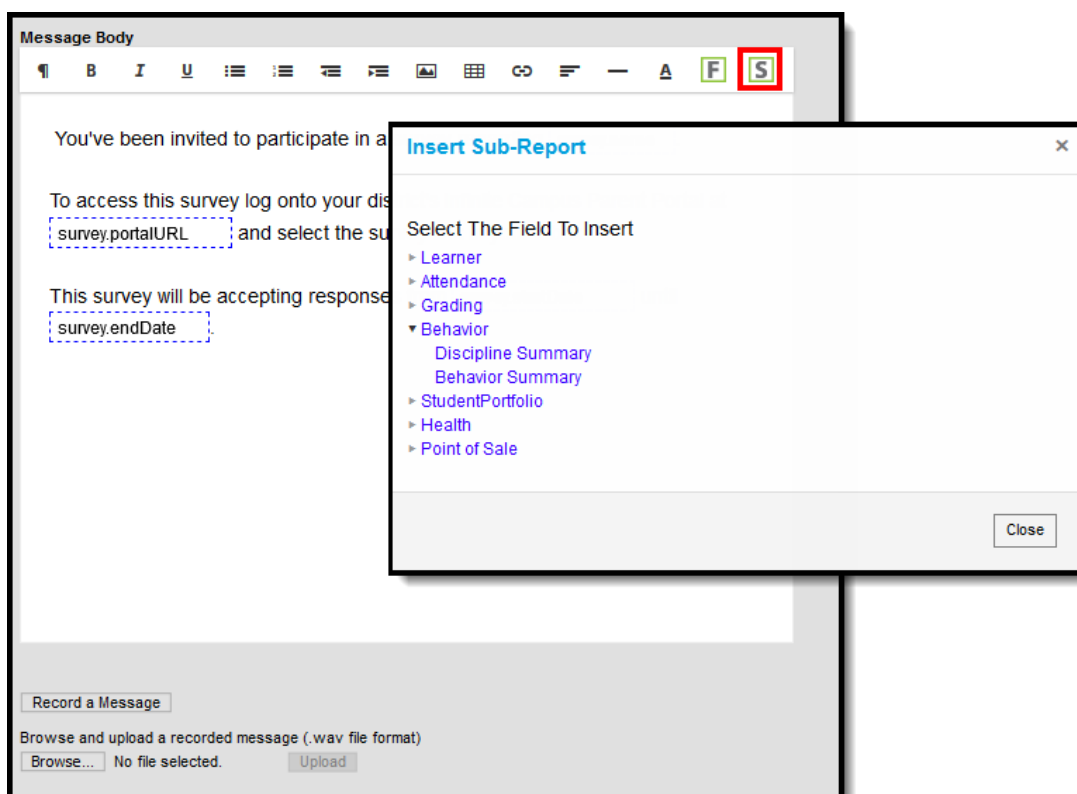 Message Body
¶ B I U A F S
You've been invited to participate in a
To access this survey log onto your dis
survey.portalURL and select the su
This survey will be accepting response
survey.endDate .
Insert Sub-Report ×
Select The Field To Insert
Learner
Attendance
Grading
Behavior
Discipline Summary
Behavior Summary
StudentPortfolio
Health
Point of Sale
Close
Record a Message
Browse and upload a recorded message (.wav file format)
Browse... No file selected. Upload